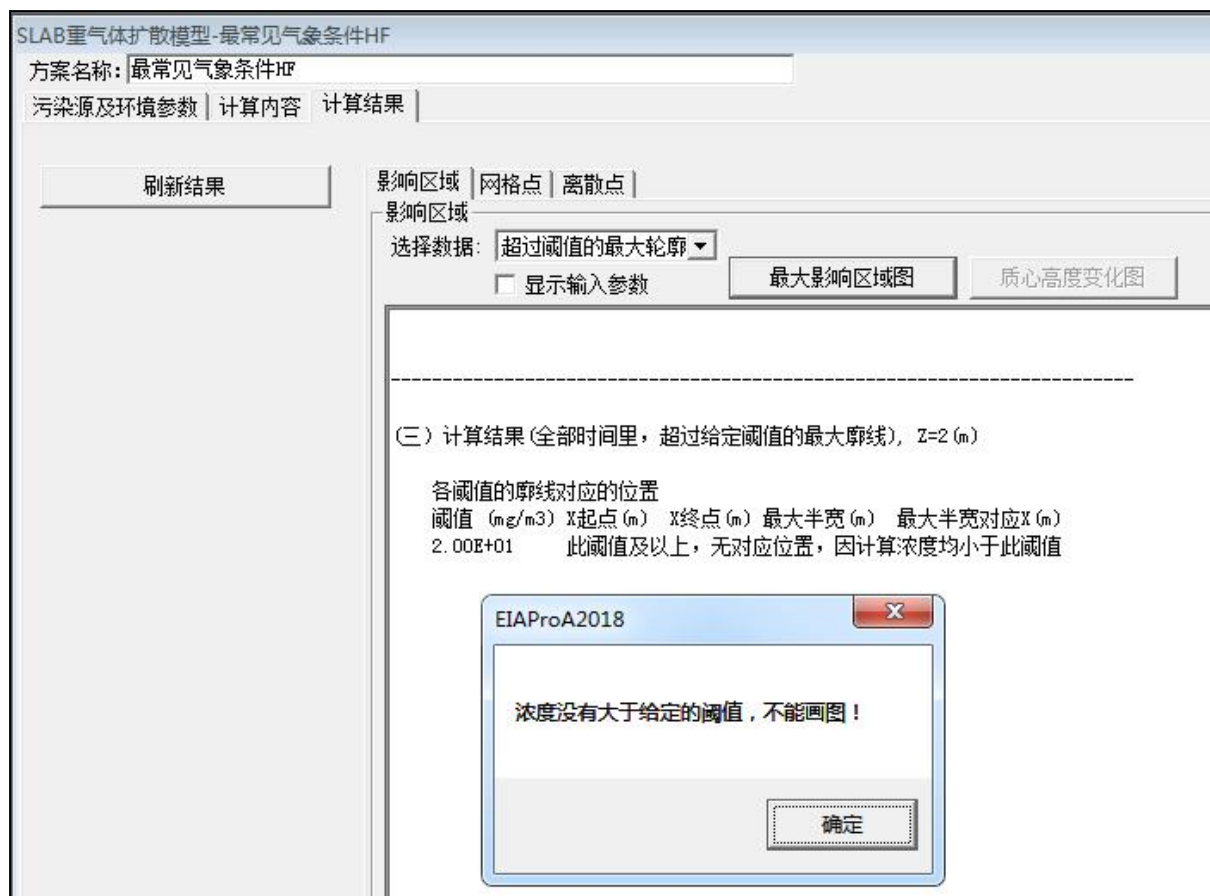 SLAB重气体扩散模型-最常见气象条件HF
方案名称: 最常见气象条件HF
污染源及环境参数 计算内容 计算结果
刷新结果
影响区域 网格点 离散点
影响区域
选择数据: 超过阈值的最大轮廓
显示输入参数
最大影响区域图 质心高度变化图
------------------------------------------------------------------------
(三)计算结果(全部时间里,超过给定阈值的最大廓线), Z=2(m)
各阈值的廓线对应的位置
阈值 (mg/m3) X起点(m) X终点(m) 最大半宽(m) 最大半宽对应X(m)
2.00E+01 此阈值及以上,无对应位置,因计算浓度均小于此阈值
EIAProA2018
浓度没有大于给定的阈值,不能画图!
确定